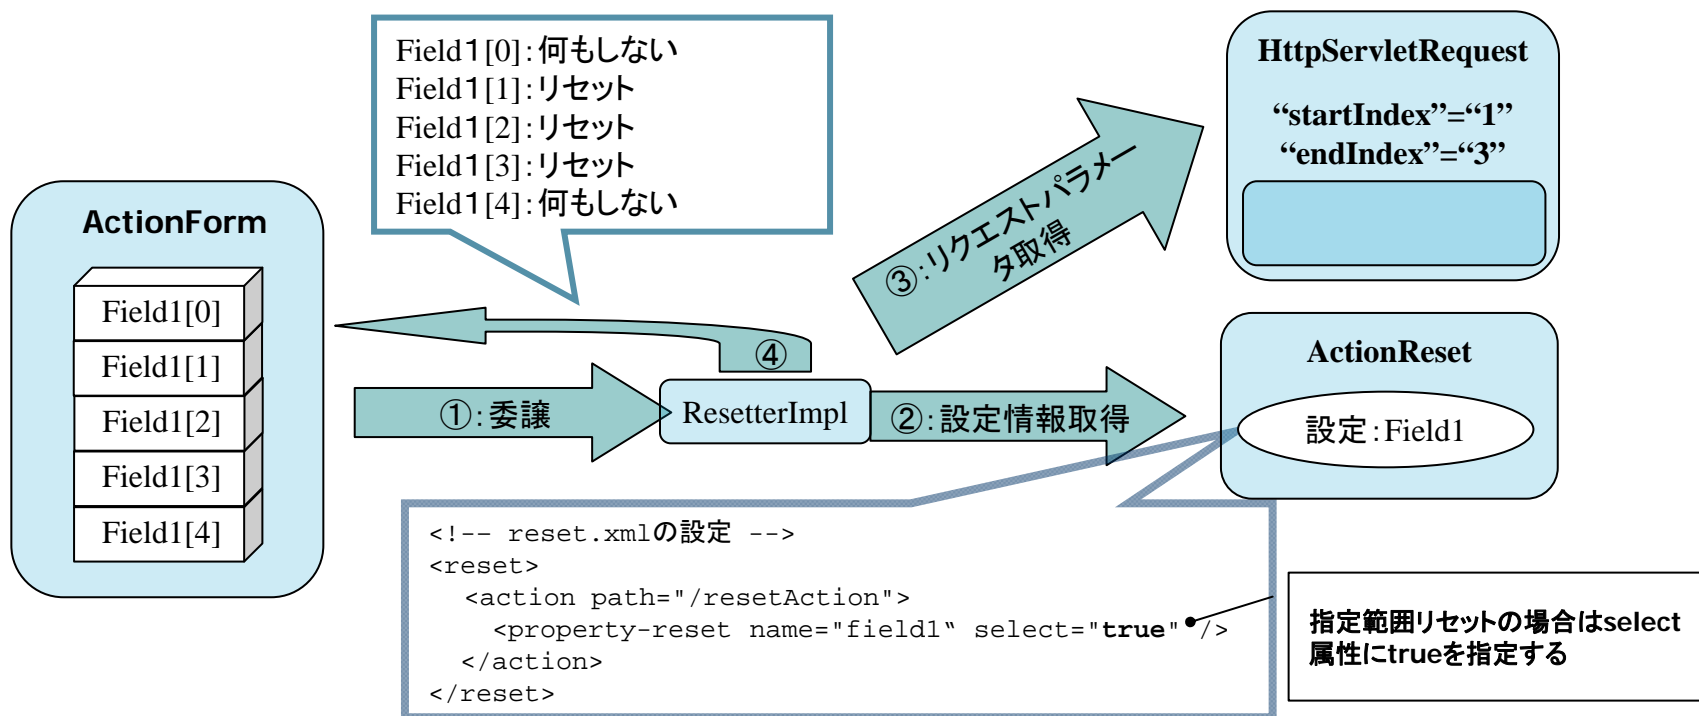 Field１[0]：何もしない
Field１[1]：リセット
Field１[2]：リセット
Field１[3]：リセット
Field１[4]：何もしない
HttpServletRequest
“startIndex”=“1”
“endIndex”=“3”
ActionForm
Field1[0]
Field1[1]
Field1[2]
Field1[3]
Field1[4]
③：リクエストパラメー
タ取得
④
①：委譲
ResetterImpl
②：設定情報取得
ActionReset
設定：Field1
<!-- reset.xmlの設定 -->
<reset>
<action path="/resetAction">
<property-reset name="field1“ select="true" />
</action>
</reset>
指定範囲リセットの場合はselect
属性にtrueを指定する